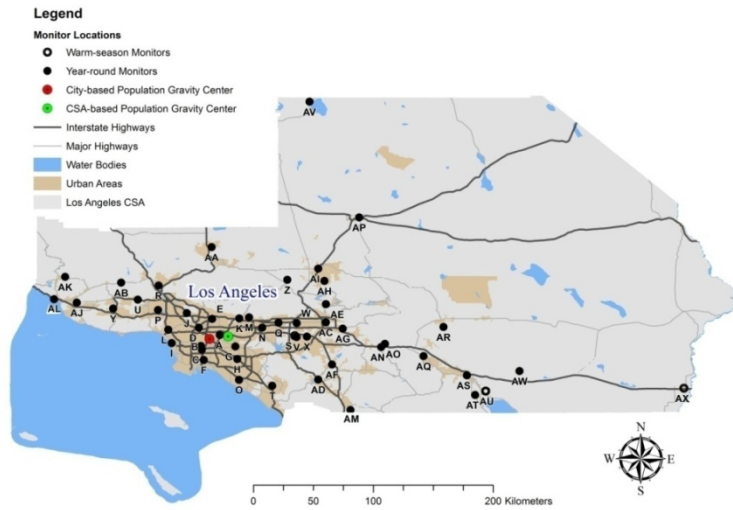 Legend
Monitor Locations
Warm-season Monitors
Year-round Monitors
City-based Population Gravity Center
CSA-based Population Gravity Center
Interstate Highways
Major Highways
Water Bodies
Urban Areas
Los Angeles CSA
AV
AP
AA
AK
AB
R
Z
AI
AH
Los Angeles
AL
AJ
Y
U
P
J
E
K
M
W
AE
L
D
A
N
Q
S
V
X
AC
AG
I
B
C
G
F
H
AN
AO
AR
AQ
O
T
AD
AF
AM
AS
AT
AU
AW
AX
N
W
E
S
0
50
100
200 Kilometers